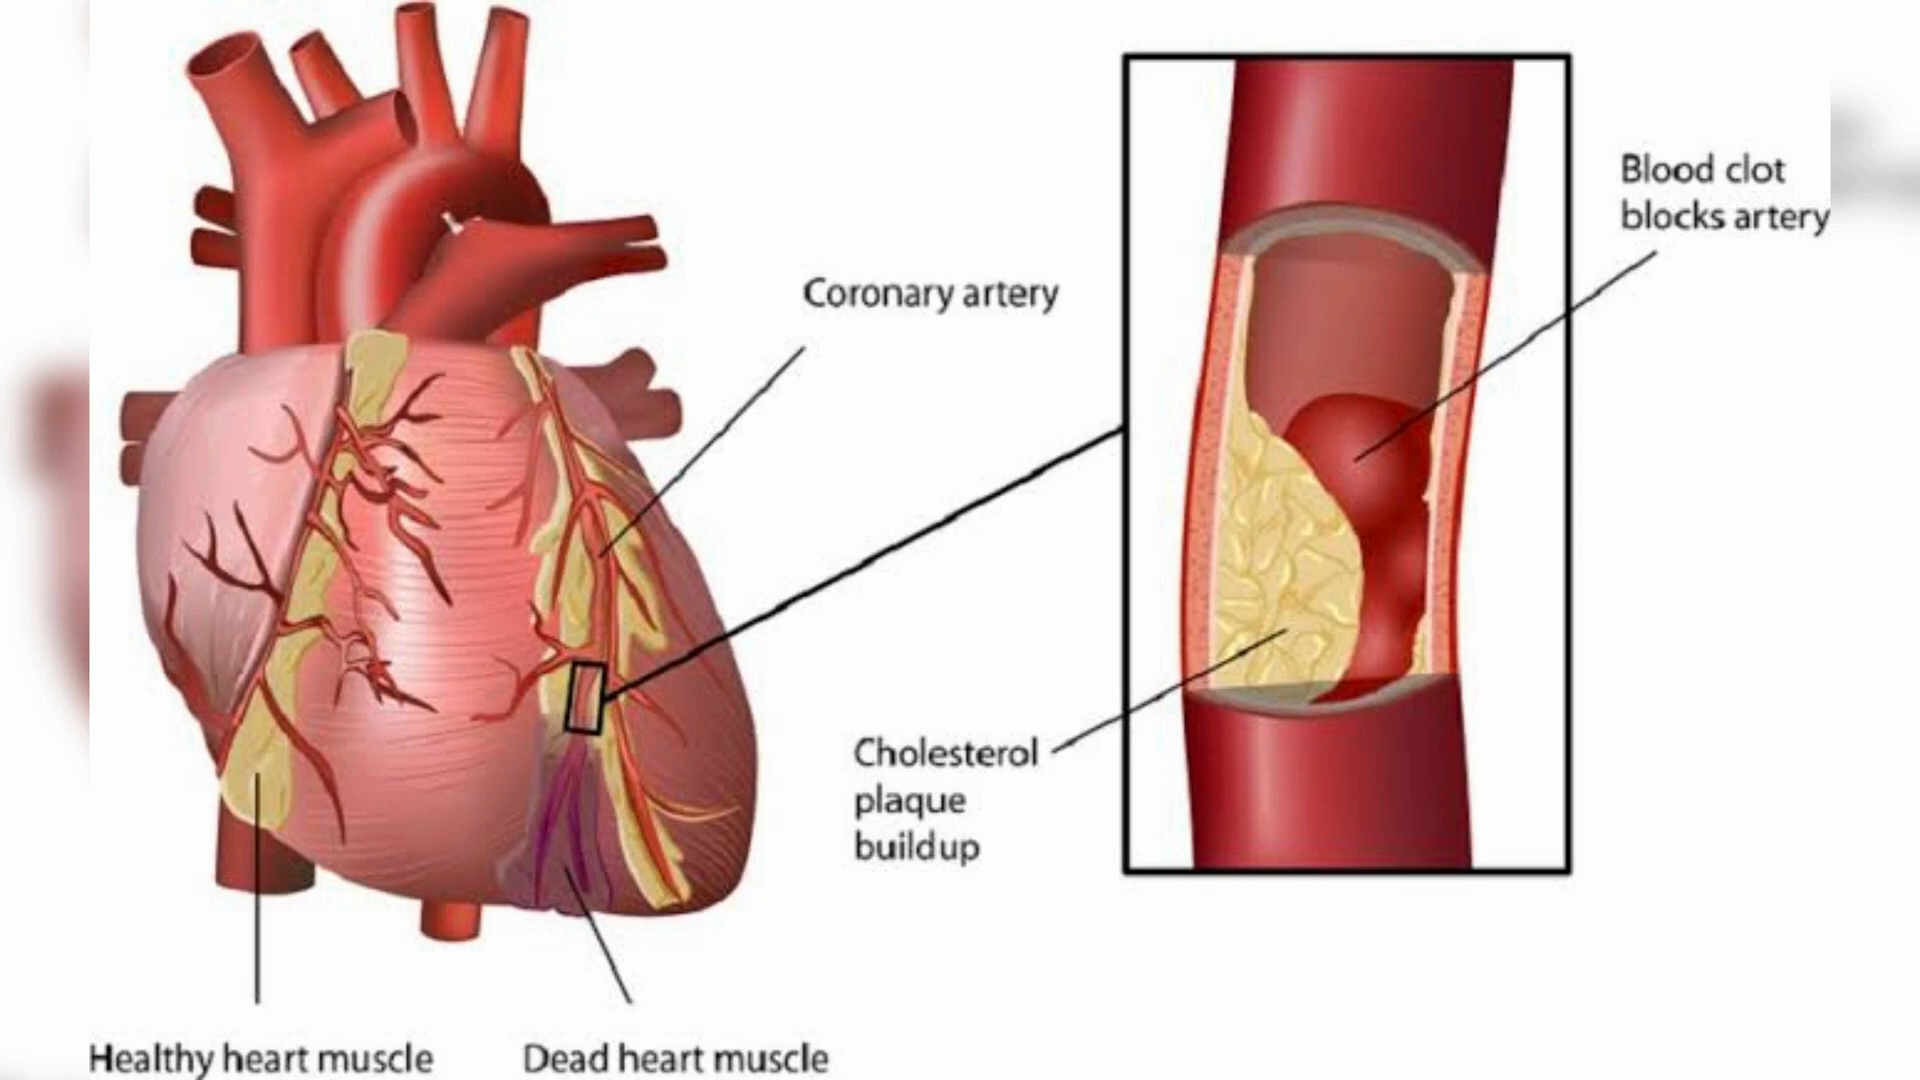 Blood clot
blocks artery
Coronary artery
Cholesterol
plaque
buildup
Healthy heart muscle
Dead heart muscle